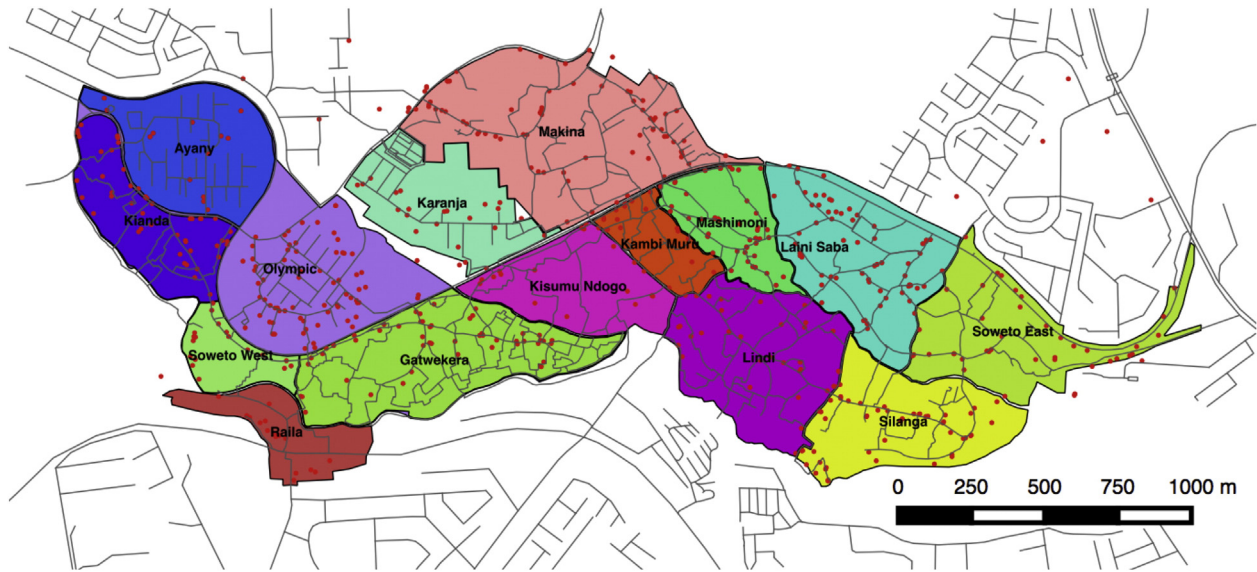 Makina
Ayany
Karanja
Kianda
Mashimoni
Kambi Muru
Laini Saba
Olympic
Kisumu Ndogo
Soweto East
Soweto West
Gatwekera
Lindi
Silanga
Raila
0 250 500 750 1000 m